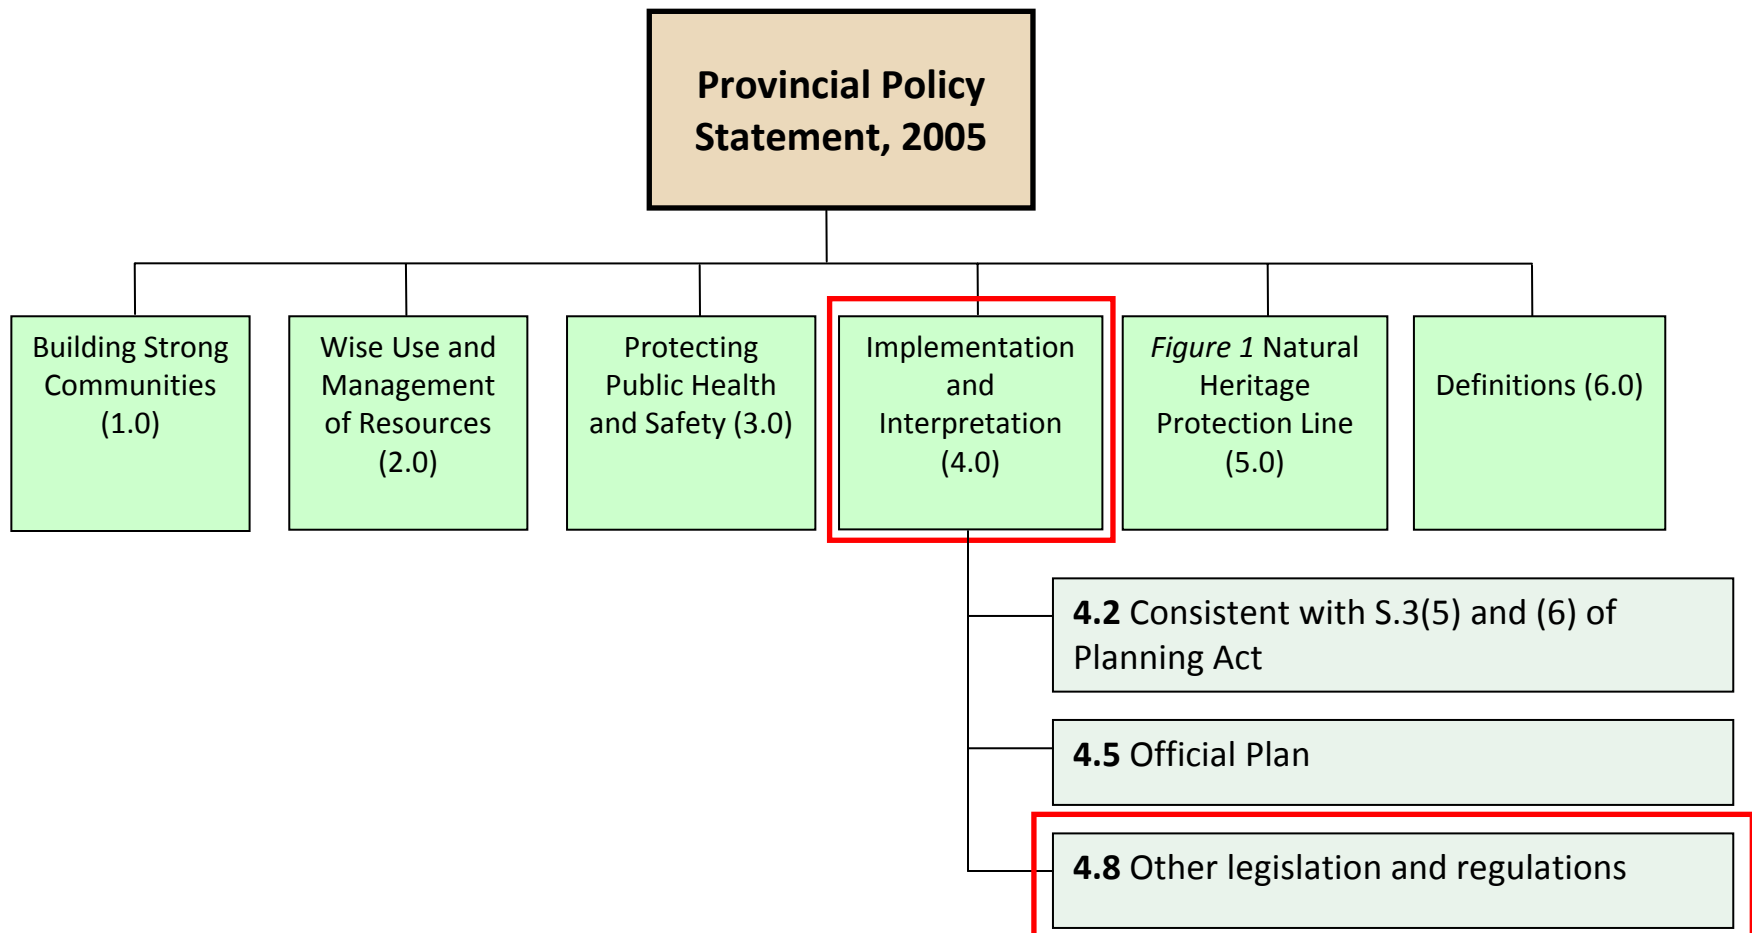 Provincial Policy
Statement, 2005
Building Strong
Communities
(1.0)
Wise Use and
Management
of Resources
(2.0)
Protecting
Public Health
and Safety (3.0)
Implementation
and
Interpretation
(4.0)
Figure 1 Natural
Heritage
Protection Line
(5.0)
Definitions (6.0)
4.2 Consistent with S.3(5) and (6) of
Planning Act
4.5 Official Plan
4.8 Other legislation and regulations